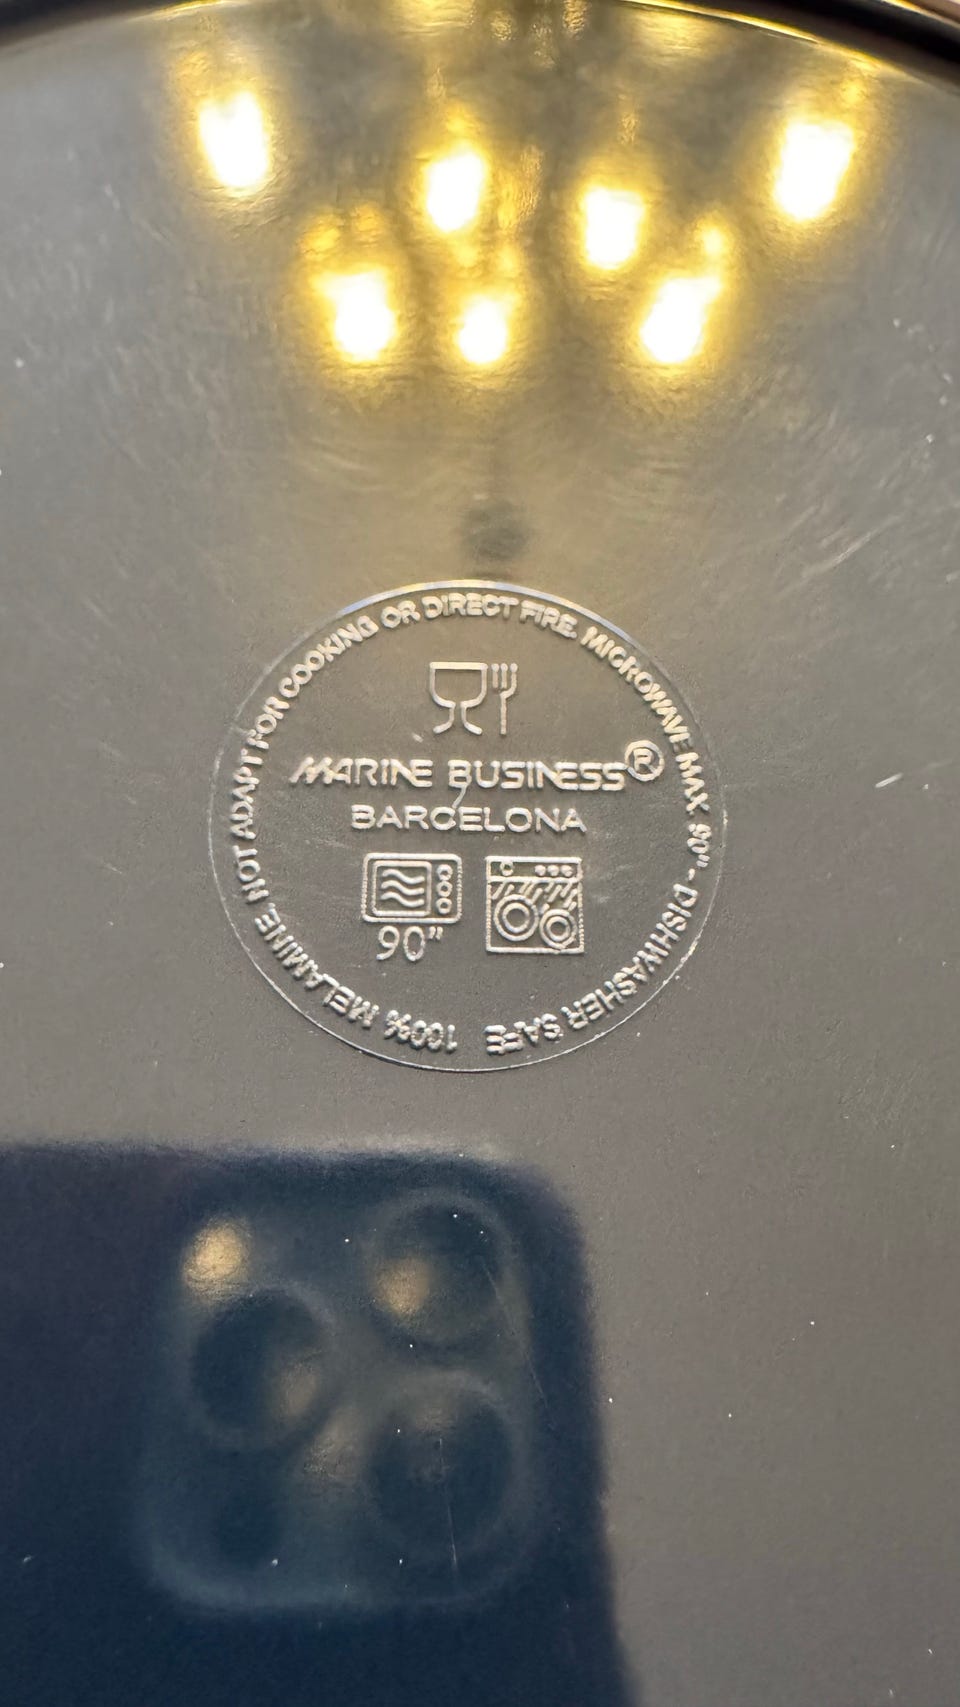 100% MELAMINE. NOT ADAPT FOR COOKING OR DIRECT FIRE. MICROWAVE MAX. 90" - DISHWASHER SAFE
MARINE BUSINESS®
BARCELONA
90"